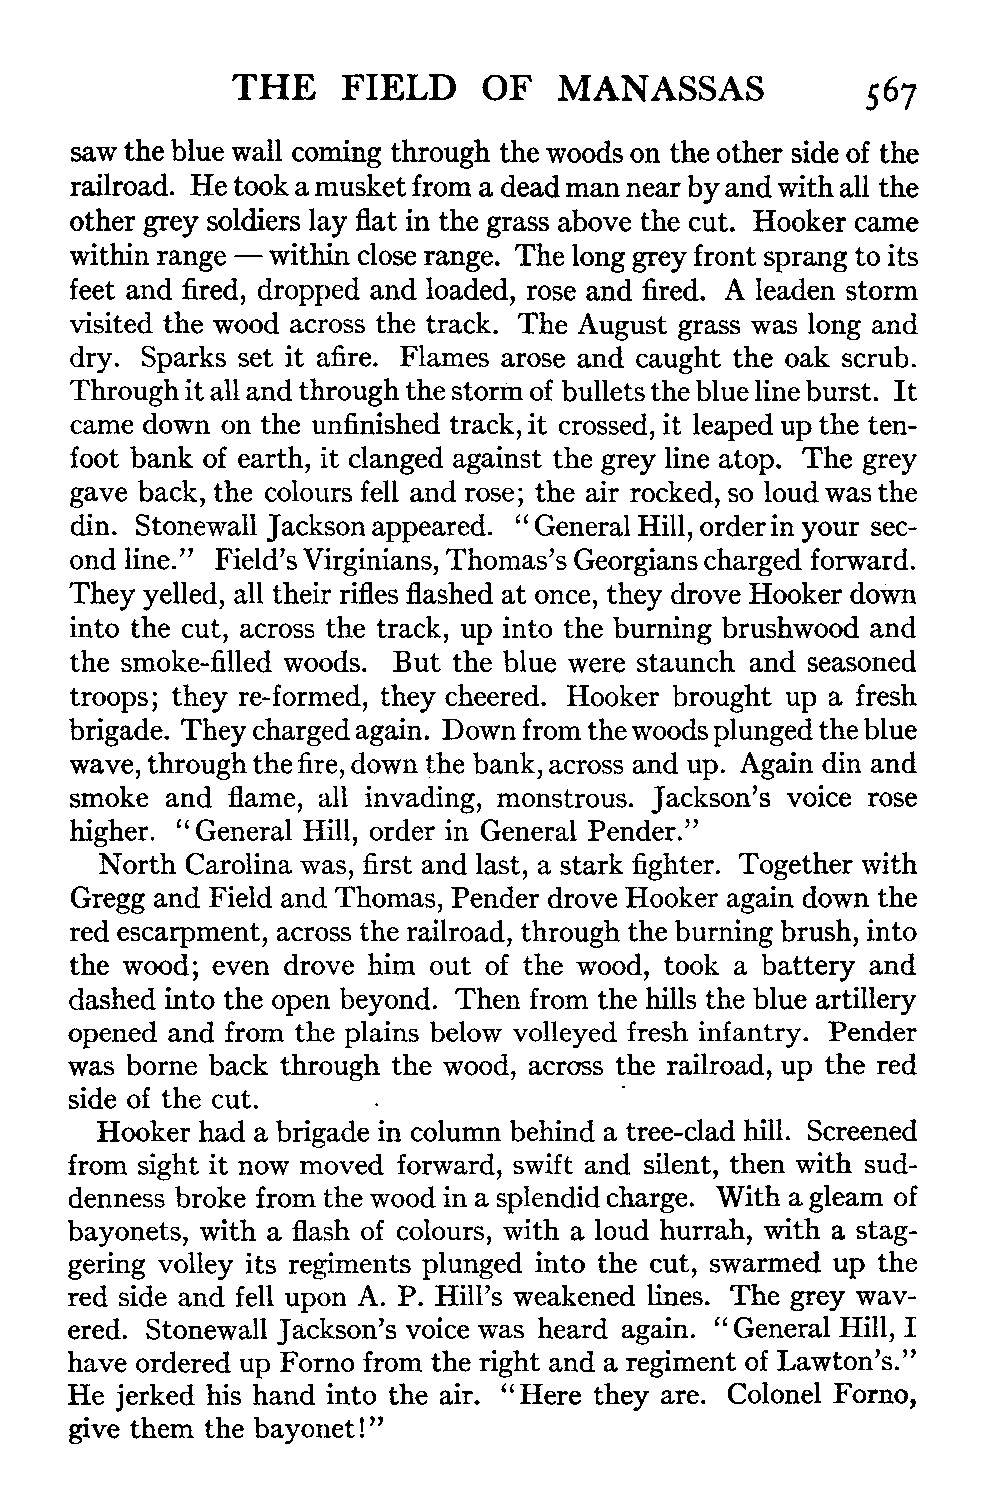 THE FIELD OF MANASSAS 567
saw the blue wall coming through the woods on the other side of the
railroad. He took a musket from a dead man near by and with all the
other grey soldiers lay flat in the grass above the cut. Hooker came
within range — within close range. The long grey front sprang to its
feet and fired, dropped and loaded, rose and fired. A leaden storm
visited the wood across the track. The August grass was long and
dry. Sparks set it afire. Flames arose and caught the oak scrub.
Through it all and through the storm of bullets the blue line burst. It
came down on the unfinished track, it crossed, it leaped up the ten-
foot bank of earth, it clanged against the grey line atop. The grey
gave back, the colours fell and rose; the air rocked, so loud was the
din. Stonewall Jackson appeared. "General Hill, order in your sec-
ond line." Field's Virginians, Thomas's Georgians charged forward.
They yelled, all their rifles flashed at once, they drove Hooker down
into the cut, across the track, up into the burning brushwood and
the smoke-filled woods. But the blue were staunch and seasoned
troops; they re-formed, they cheered. Hooker brought up a fresh
brigade. They charged again. Down from the woods plunged the blue
wave, through the fire, down the bank, across and up. Again din and
smoke and flame, all invading, monstrous. Jackson's voice rose
higher. "General Hill, order in General Pender."
North Carolina was, first and last, a stark fighter. Together with
Gregg and Field and Thomas, Pender drove Hooker again down the
red escarpment, across the railroad, through the burning brush, into
the wood; even drove him out of the wood, took a battery and
dashed into the open beyond. Then from the hills the blue artillery
opened and from the plains below volleyed fresh infantry. Pender
was borne back through the wood, across the railroad, up the red
side of the cut.
Hooker had a brigade in column behind a tree-clad hill. Screened
from sight it now moved forward, swift and silent, then with sud-
denness broke from the wood in a splendid charge. With a gleam of
bayonets, with a flash of colours, with a loud hurrah, with a stag-
gering volley its regiments plunged into the cut, swarmed up the
red side and fell upon A. P. Hill's weakened lines. The grey wav-
ered. Stonewall Jackson's voice was heard again. "General Hill, I
have ordered up Forno from the right and a regiment of Lawton's."
He jerked his hand into the air. "Here they are. Colonel Forno,
give them the bayonet!"